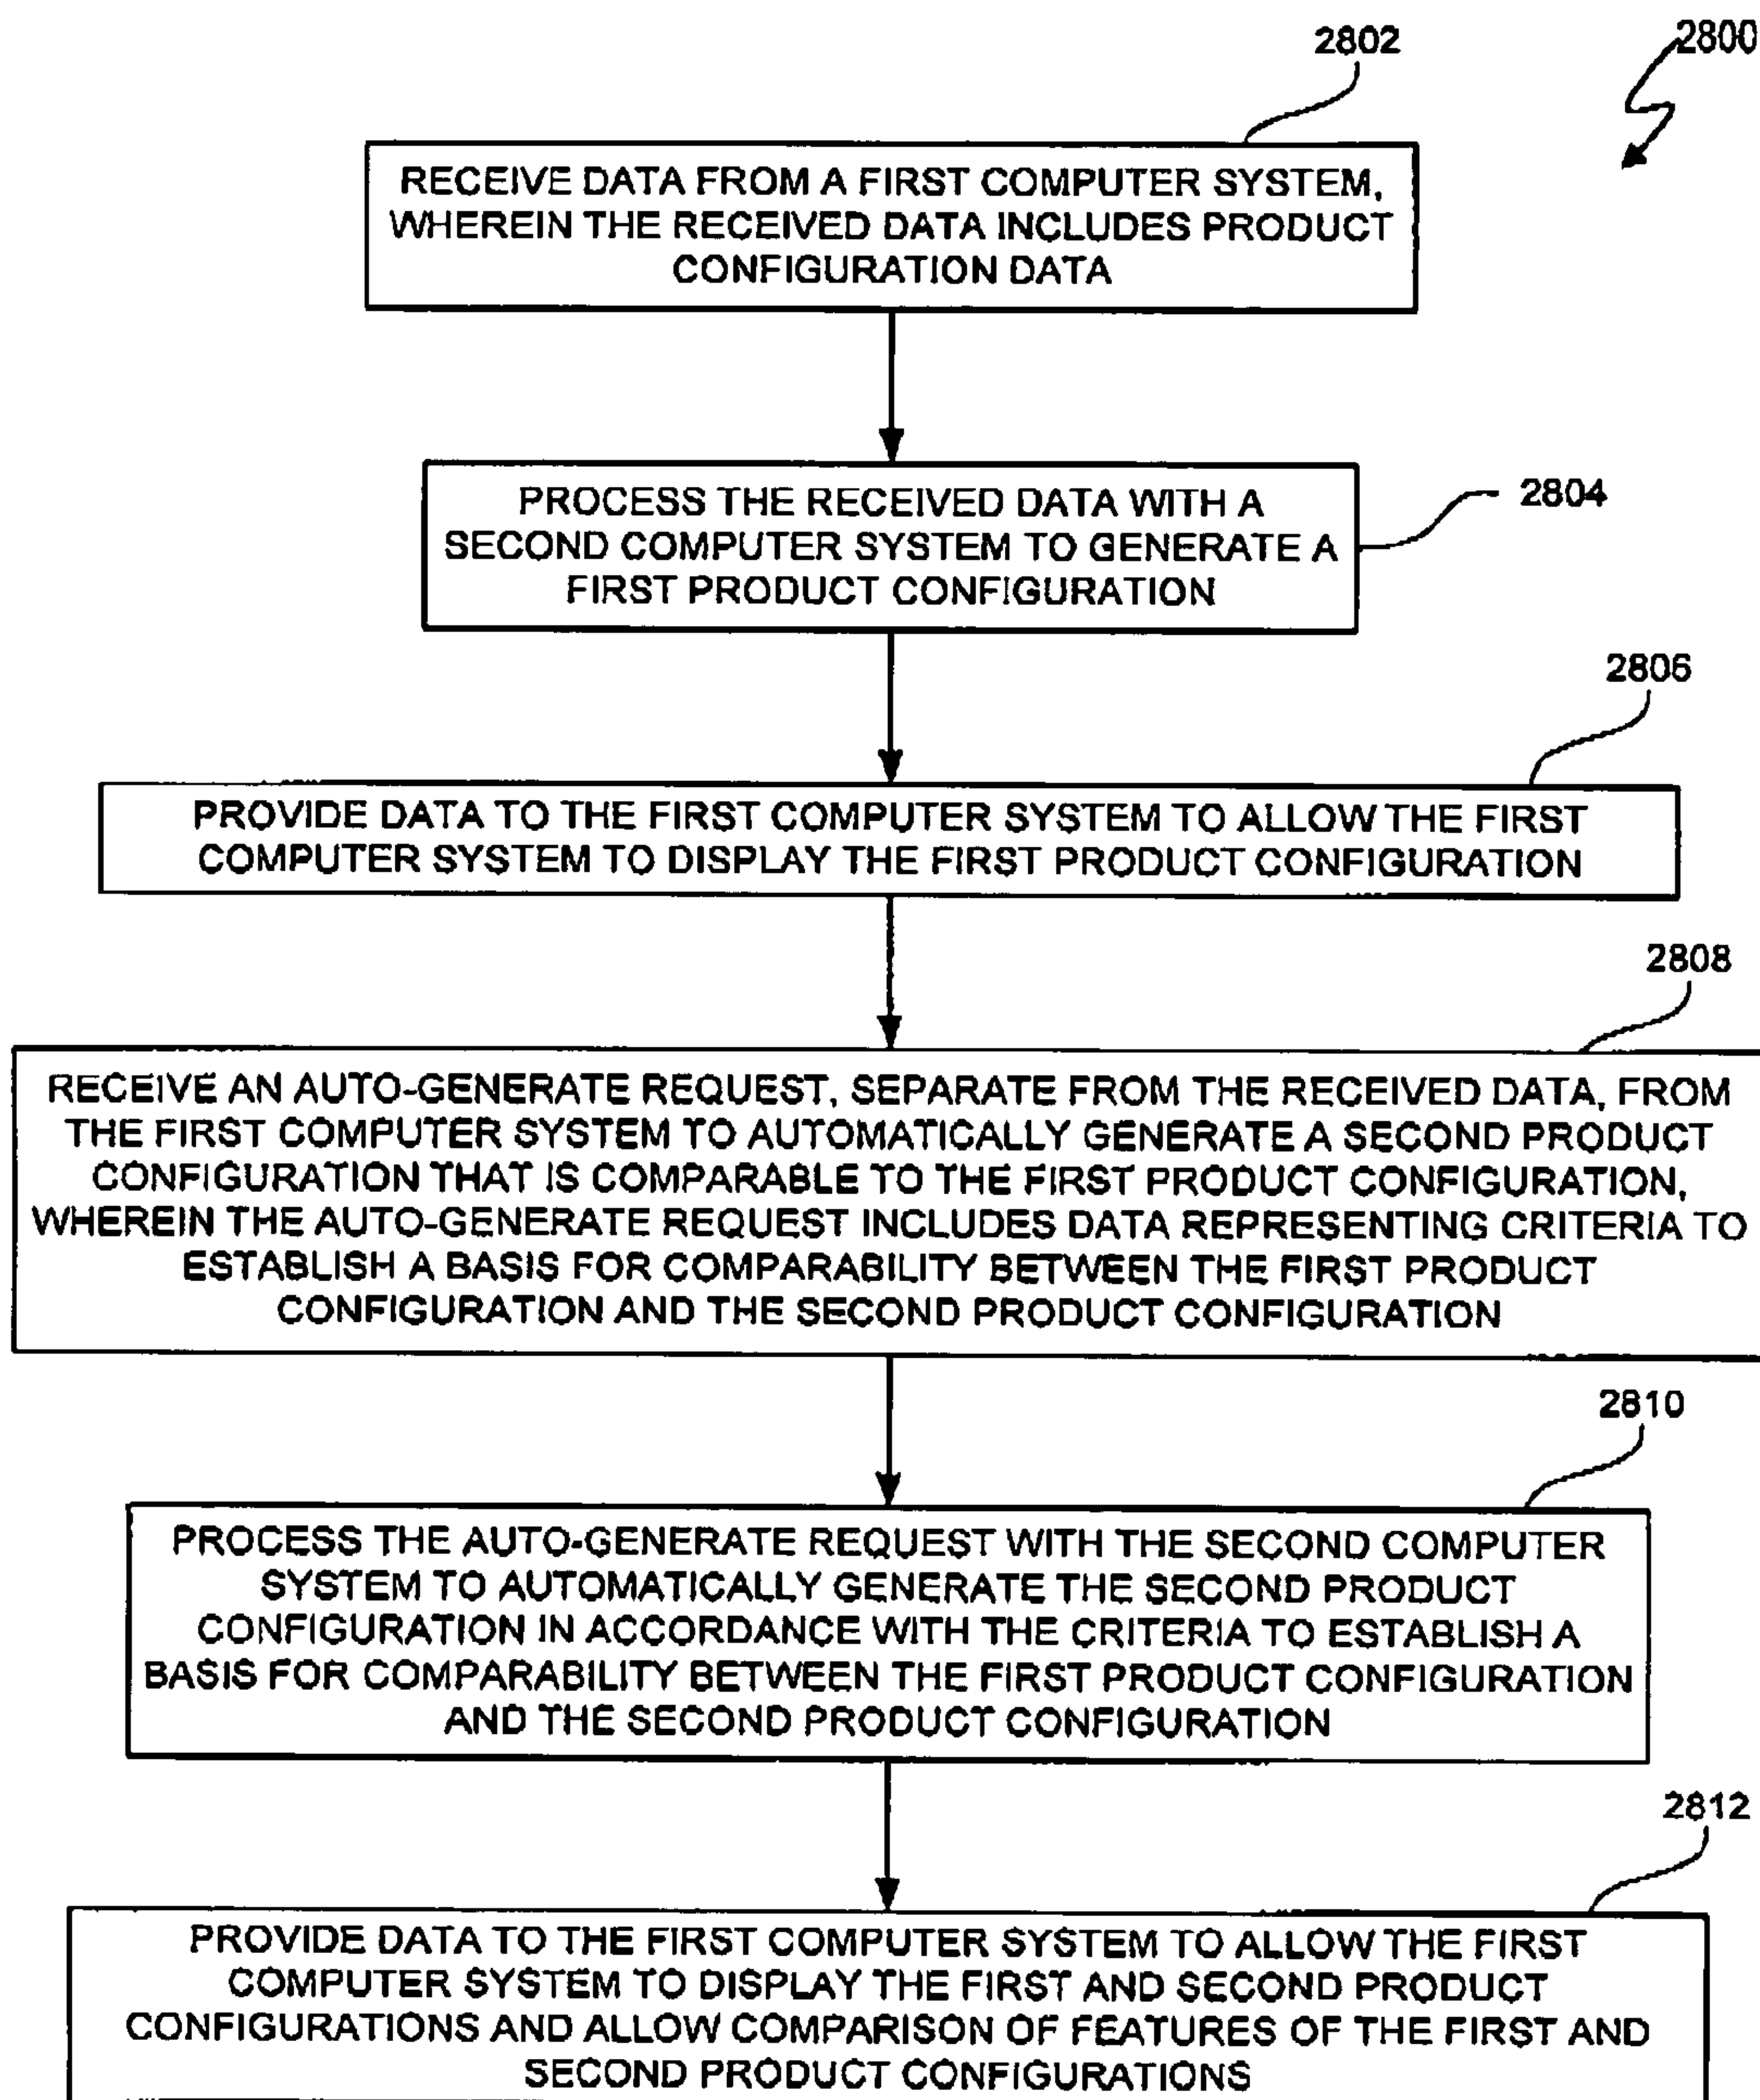 2802
2800
RECEIVE DATA FROM A FIRST COMPUTER SYSTEM,
WHEREIN THE RECEIVED DATA INCLUDES PRODUCT
CONFIGURATION DATA
PROCESS THE RECEIVED DATA WITH A
SECOND COMPUTER SYSTEM TO GENERATE A
FIRST PRODUCT CONFIGURATION
2804
2806
PROVIDE DATA TO THE FIRST COMPUTER SYSTEM TO ALLOW THE FIRST
COMPUTER SYSTEM TO DISPLAY THE FIRST PRODUCT CONFIGURATION
2808
RECEIVE AN AUTO-GENERATE REQUEST, SEPARATE FROM THE RECEIVED DATA, FROM
THE FIRST COMPUTER SYSTEM TO AUTOMATICALLY GENERATE A SECOND PRODUCT
CONFIGURATION THAT IS COMPARABLE TO THE FIRST PRODUCT CONFIGURATION,
WHEREIN THE AUTO-GENERATE REQUEST INCLUDES DATA REPRESENTING CRITERIA TO
ESTABLISH A BASIS FOR COMPARABILITY BETWEEN THE FIRST PRODUCT
CONFIGURATION AND THE SECOND PRODUCT CONFIGURATION
2810
PROCESS THE AUTO-GENERATE REQUEST WITH THE SECOND COMPUTER
SYSTEM TO AUTOMATICALLY GENERATE THE SECOND PRODUCT
CONFIGURATION IN ACCORDANCE WITH THE CRITERIA TO ESTABLISH A
BASIS FOR COMPARABILITY BETWEEN THE FIRST PRODUCT CONFIGURATION
AND THE SECOND PRODUCT CONFIGURATION
2812
PROVIDE DATA TO THE FIRST COMPUTER SYSTEM TO ALLOW THE FIRST
COMPUTER SYSTEM TO DISPLAY THE FIRST AND SECOND PRODUCT
CONFIGURATIONS AND ALLOW COMPARISON OF FEATURES OF THE FIRST AND
SECOND PRODUCT CONFIGURATIONS